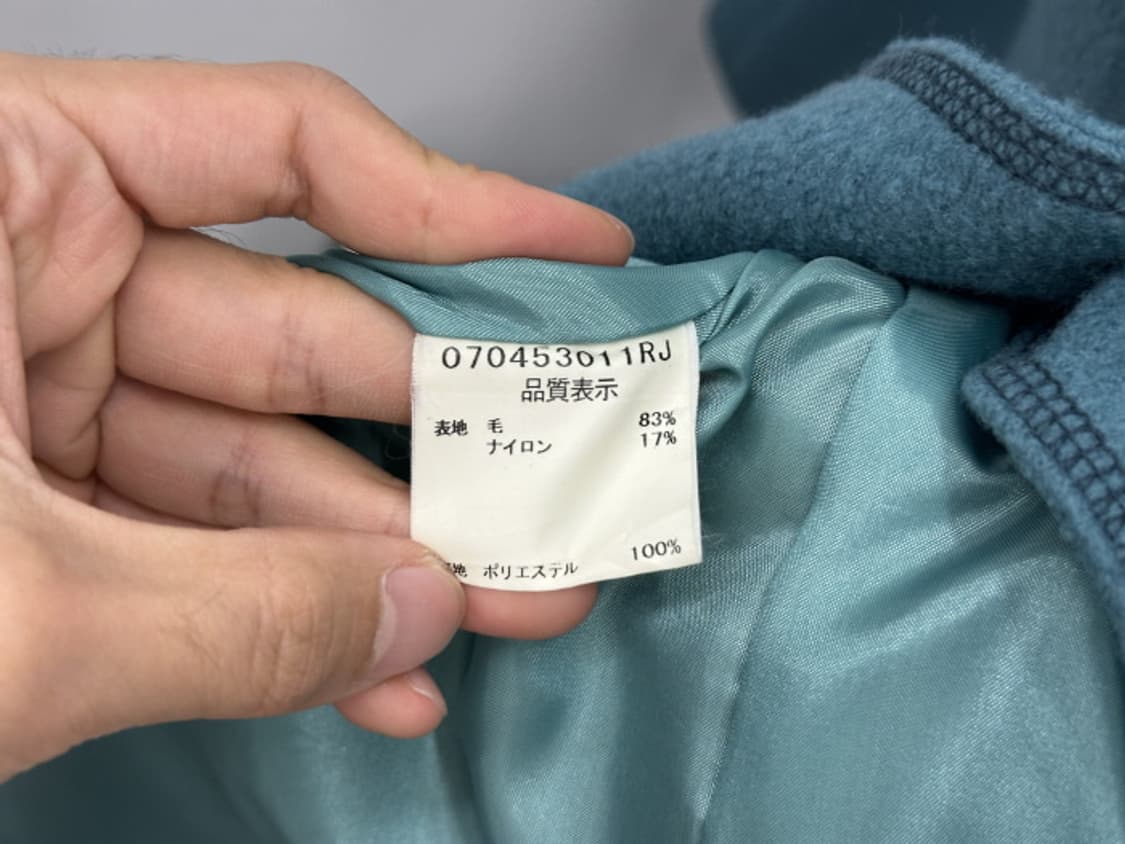 070453611RJ
品質表示
表地 毛 83%
ナイロン 17%
ポリエステル 100%